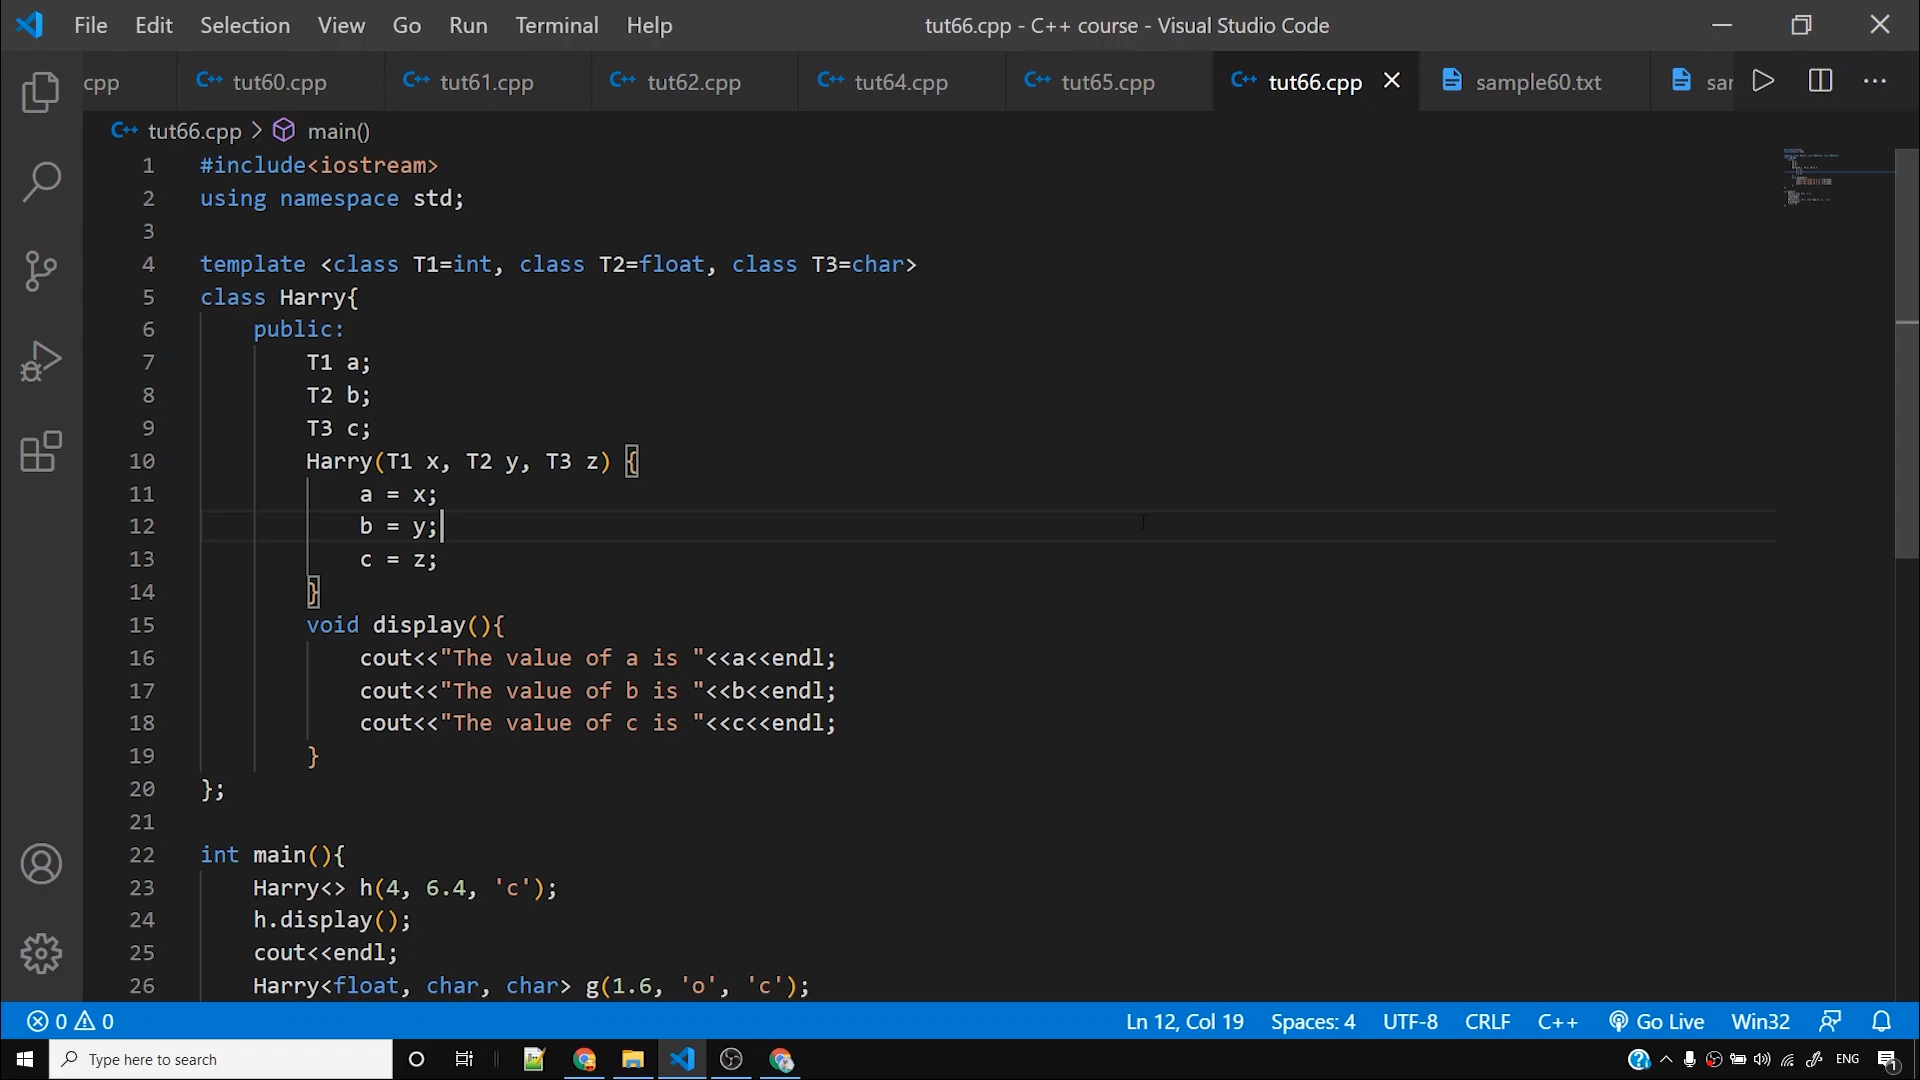 File Edit Selection View Go Run Terminal Help tut66.cpp - C++ course - Visual Studio Code
cpp C++ tut60.cpp C++ tut61.cpp C++ tut62.cpp C++ tut64.cpp C++ tut65.cpp C++ tut66.cpp sample60.txt sar
C++ tut66.cpp > main()
1 #include<iostream>
2 using namespace std;
3
4 template <class T1=int, class T2=float, class T3=char>
5 class Harry{
6 public:
7 T1 a;
8 T2 b;
9 T3 c;
10 Harry(T1 x, T2 y, T3 z) {
11 a = x;
12 b = y;
13 c = z;
14 }
15 void display(){
16 cout<<"The value of a is "<<a<<endl;
17 cout<<"The value of b is "<<b<<endl;
18 cout<<"The value of c is "<<c<<endl;
19 }
20 };
21
22 int main(){
23 Harry<> h(4, 6.4, 'c');
24 h.display();
25 cout<<endl;
26 Harry<float, char, char> g(1.6, 'o', 'c');
0 0 Ln 12, Col 19 Spaces: 4 UTF-8 CRLF C++ Go Live Win32
Type here to search ENG 1